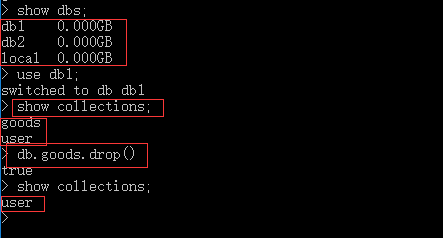 > show dbs;
db1 0.000GB
db2 0.000GB
local 0.000GB
> use db1;
switched to db db1
> show collections;
goods
user
> db.goods.drop()
true
> show collections;
user
>